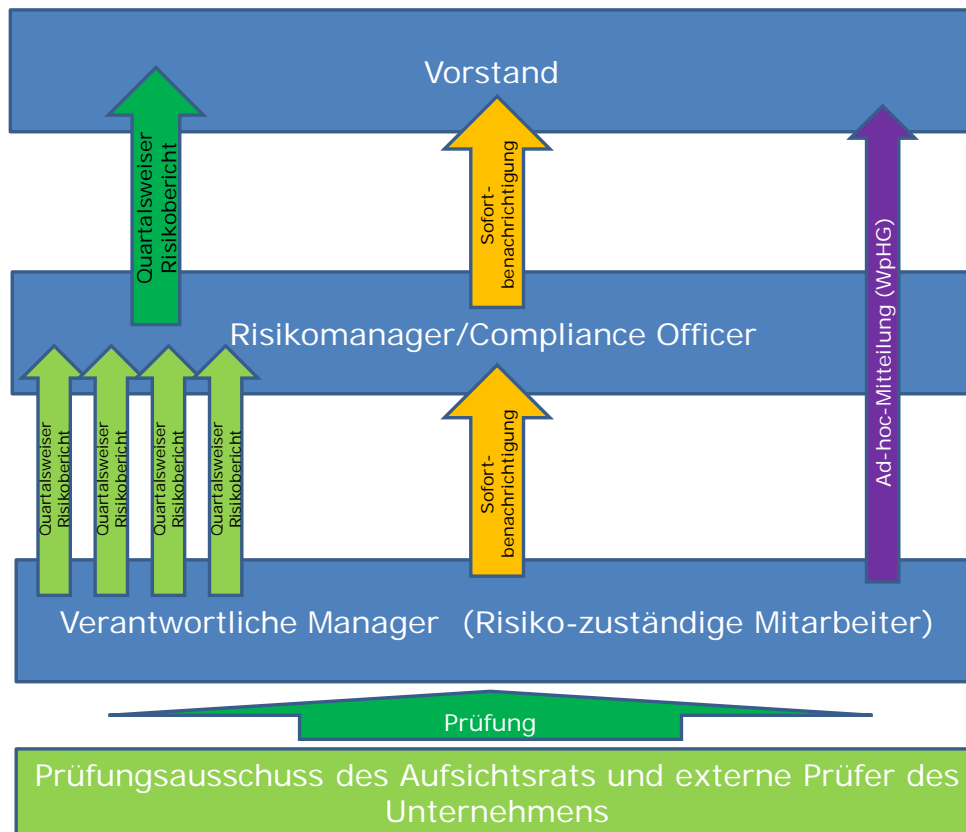 Vorstand
Quartalsweiser
Risikobericht
Sofort-
benachrichtigung
Ad-hoc-Mitteilung (WpHG)
Risikomanager/Compliance Officer
Quartalsweiser
Risikobericht
Quartalsweiser
Risikobericht
Quartalsweiser
Risikobericht
Quartalsweiser
Risikobericht
Sofort-
benachrichtigung
Verantwortliche Manager (Risiko-zuständige Mitarbeiter)
Prüfung
Prüfungsausschuss des Aufsichtsrats und externe Prüfer des
Unternehmens